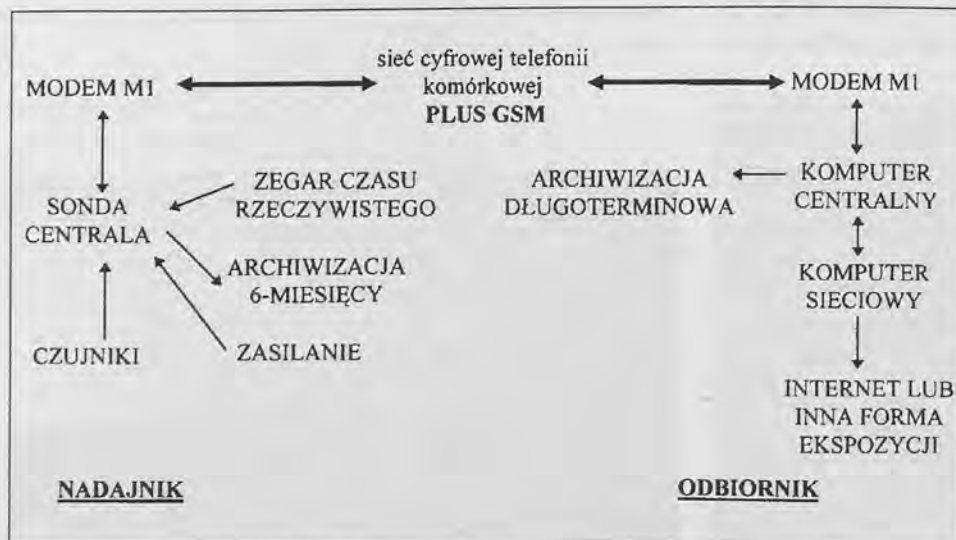 sieć cyfrowej telefonii
komórkowej
PLUS GSM
MODEM M1
MODEM M1
ZEGAR CZASU
RZECZYWISTEGO
SONDA
CENTRALA
ARCHIWIZACJA
6-MIESIĘCY
CZUJNIKI
ZASILANIE
ARCHIWIZACJA
DŁUGOTERMINOWA
KOMPUTER
CENTRALNY
KOMPUTER
SIECIOWY
INTERNET LUB
INNA FORMA
EKSPOZYCJI
NADAJNIK
ODBIORNIK